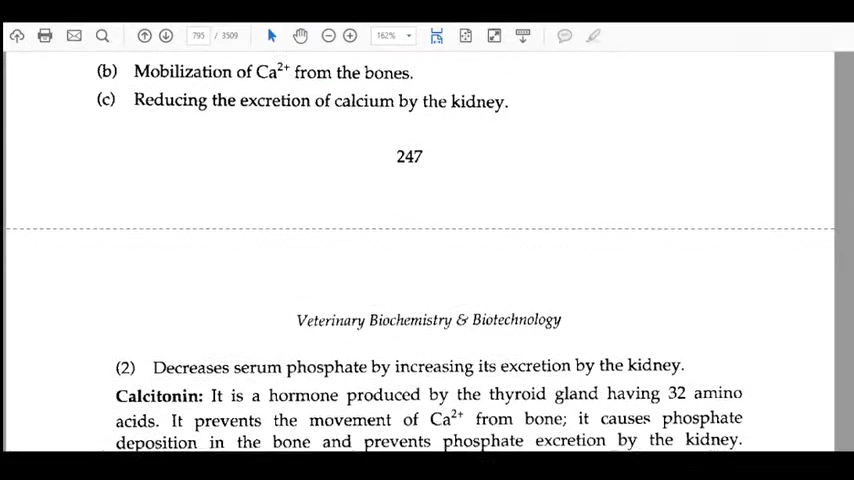 795 / 3509 162%
(b) Mobilization of Ca²⁺ from the bones.
(c) Reducing the excretion of calcium by the kidney.
247
Veterinary Biochemistry & Biotechnology
(2) Decreases serum phosphate by increasing its excretion by the kidney.
Calcitonin: It is a hormone produced by the thyroid gland having 32 amino
acids. It prevents the movement of Ca²⁺ from bone; it causes phosphate
deposition in the bone and prevents phosphate excretion by the kidney.